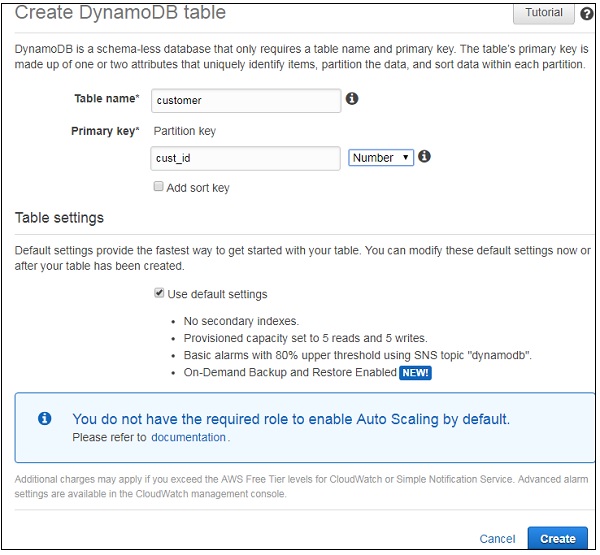 Create DynamoDB table
Tutorial
DynamoDB is a schema-less database that only requires a table name and primary key. The table's primary key is
made up of one or two attributes that uniquely identify items, partition the data, and sort data within each partition.
Table name* customer
Primary key* Partition key
cust_id Number
Add sort key
Table settings
Default settings provide the fastest way to get started with your table. You can modify these default settings now or
after your table has been created.
Use default settings
• No secondary indexes.
• Provisioned capacity set to 5 reads and 5 writes.
• Basic alarms with 80% upper threshold using SNS topic "dynamodb".
• On-Demand Backup and Restore Enabled NEW!
You do not have the required role to enable Auto Scaling by default.
Please refer to documentation.
Additional charges may apply if you exceed the AWS Free Tier levels for CloudWatch or Simple Notification Service. Advanced alarm
settings are available in the CloudWatch management console.
Cancel Create